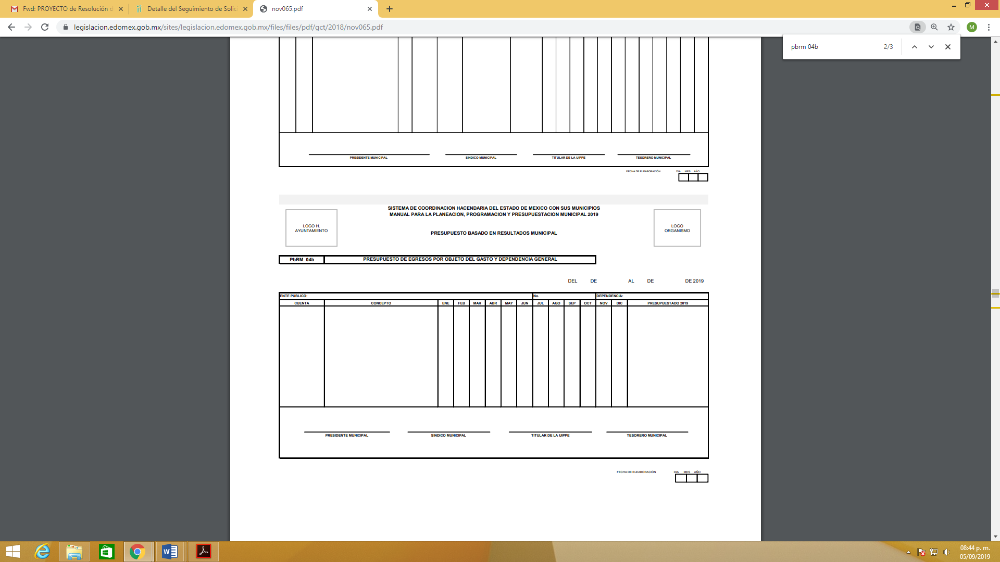 Fwd: PROYECTO de Resolución d
Detalle del Seguimiento de Solici
nov065.pdf
legislacion.edomex.gob.mx/sites/legislacion.edomex.gob.mx/files/files/pdf/gct/2018/nov065.pdf
M
pbrm 04b 2/3
PRESIDENTE MUNICIPAL SINDICO MUNICIPAL TITULAR DE LA UIPPE TESORERO MUNICIPAL
FECHA DE ELEABORACIÓN DIA MES AÑO
SISTEMA DE COORDINACION HACENDARIA DEL ESTADO DE MEXICO CON SUS MUNICIPIOS
MANUAL PARA LA PLANEACION, PROGRAMACION Y PRESUPUESTACION MUNICIPAL 2019
LOGO H.
AYUNTAMIENTO
LOGO
ORGANISMO
PRESUPUESTO BASADO EN RESULTADOS MUNICIPAL
PbRM 04b PRESUPUESTO DE EGRESOS POR OBJETO DEL GASTO Y DEPENDENCIA GENERAL
DEL DE AL DE DE 2019
ENTE PUBLICO: No. DEPENDENCIA:
CUENTA CONCEPTO ENE FEB MAR ABR MAY JUN JUL AGO SEP OCT NOV DIC PRESUPUESTADO 2019
PRESIDENTE MUNICIPAL SINDICO MUNICIPAL TITULAR DE LA UIPPE TESORERO MUNICIPAL
FECHA DE ELEABORACIÓN DIA MES AÑO
08:44 p. m.
05/09/2019